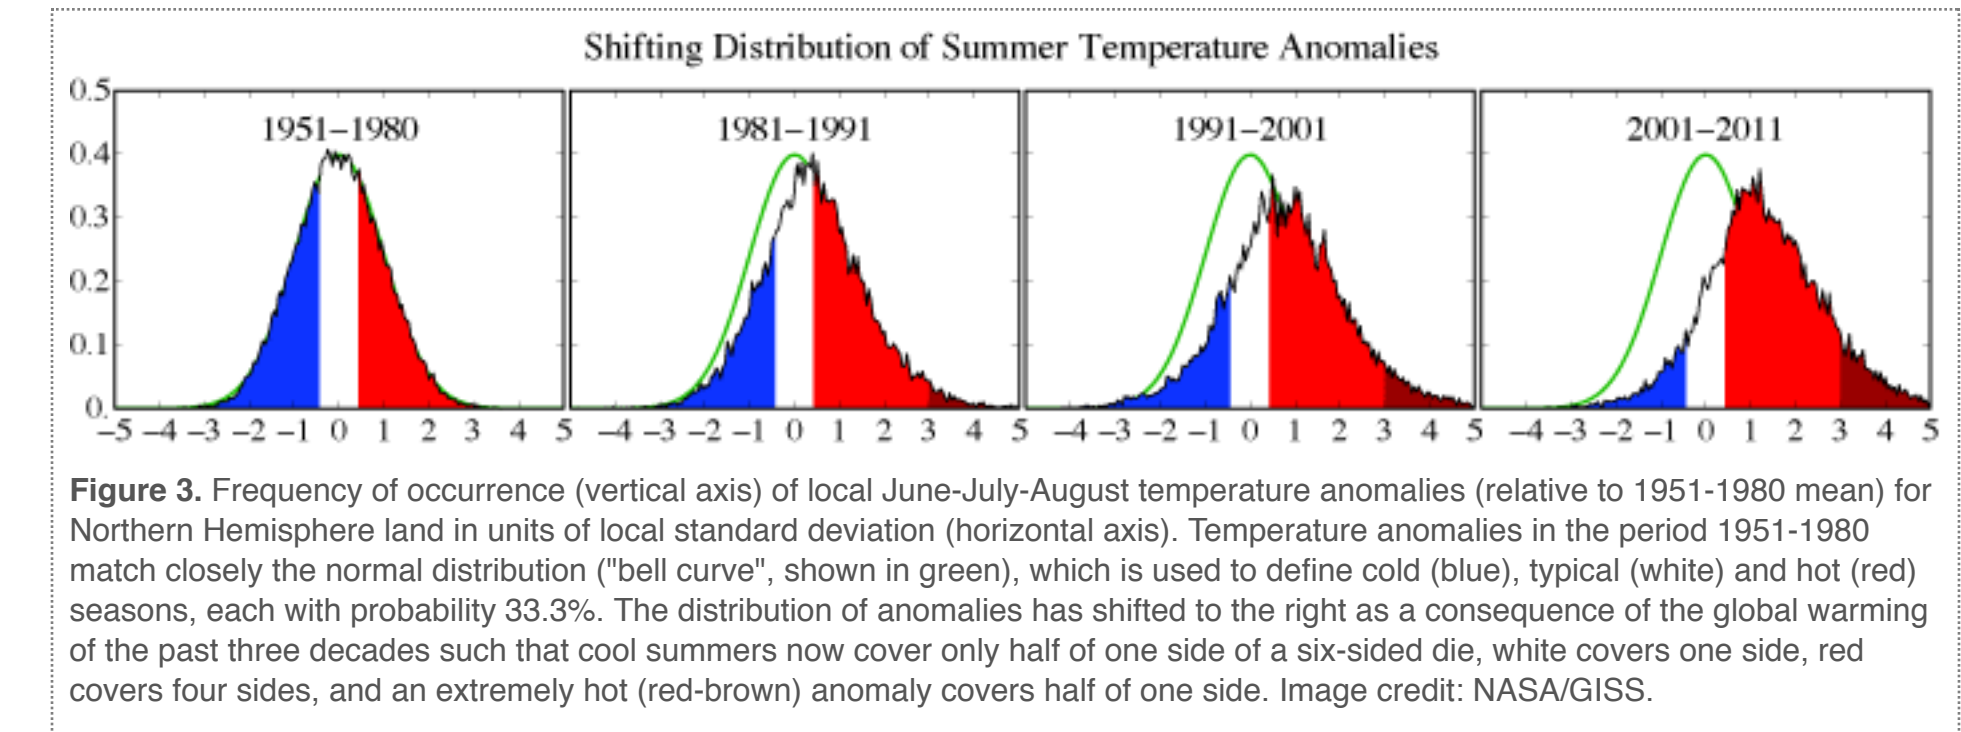 Shifting Distribution of Summer Temperature Anomalies
0.5
0.4
0.3
0.2
0.1
0.
1951–1980 1981–1991 1991–2001 2001–2011
−5 −4 −3 −2 −1 0 1 2 3 4 5 −4 −3 −2 −1 0 1 2 3 4 5 −4 −3 −2 −1 0 1 2 3 4 5 −4 −3 −2 −1 0 1 2 3 4 5
Figure 3. Frequency of occurrence (vertical axis) of local June-July-August temperature anomalies (relative to 1951-1980 mean) for
Northern Hemisphere land in units of local standard deviation (horizontal axis). Temperature anomalies in the period 1951-1980
match closely the normal distribution ("bell curve", shown in green), which is used to define cold (blue), typical (white) and hot (red)
seasons, each with probability 33.3%. The distribution of anomalies has shifted to the right as a consequence of the global warming
of the past three decades such that cool summers now cover only half of one side of a six-sided die, white covers one side, red
covers four sides, and an extremely hot (red-brown) anomaly covers half of one side. Image credit: NASA/GISS.